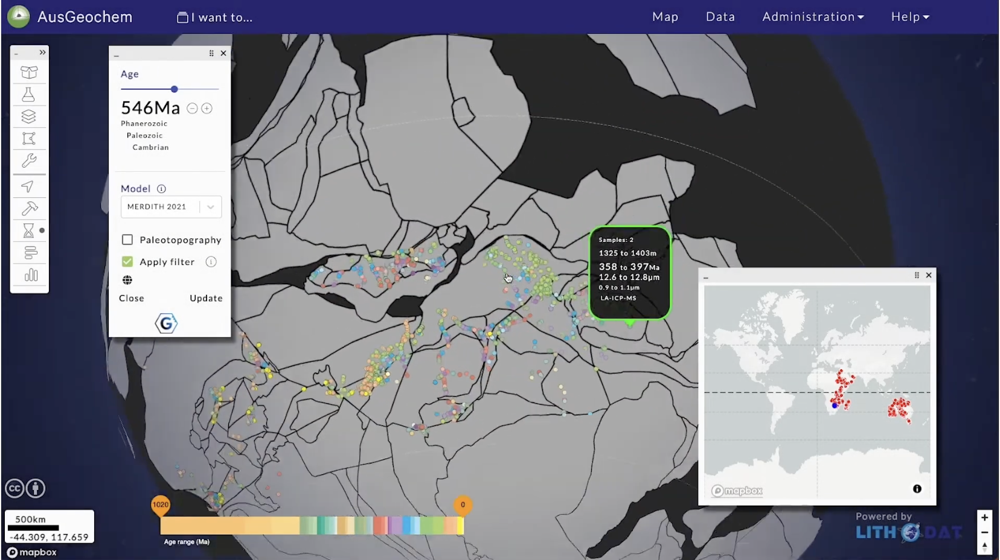 AusGeochem
I want to...
Map
Data
Administration
Help
Age
546Ma
Phanerozoic
Paleozoic
Cambrian
Model
MERDITH 2021
Paleotopography
Apply filter
Close
Update
G
Samples: 2
1325 to 1403m
358 to 397Ma
12.6 to 12.8µm
0.9 to 1.1µm
LA-ICP-MS
mapbox
1020
0
Age range (Ma)
cc
500km
-44.309, 117.659
mapbox
Powered by
LITHODAT